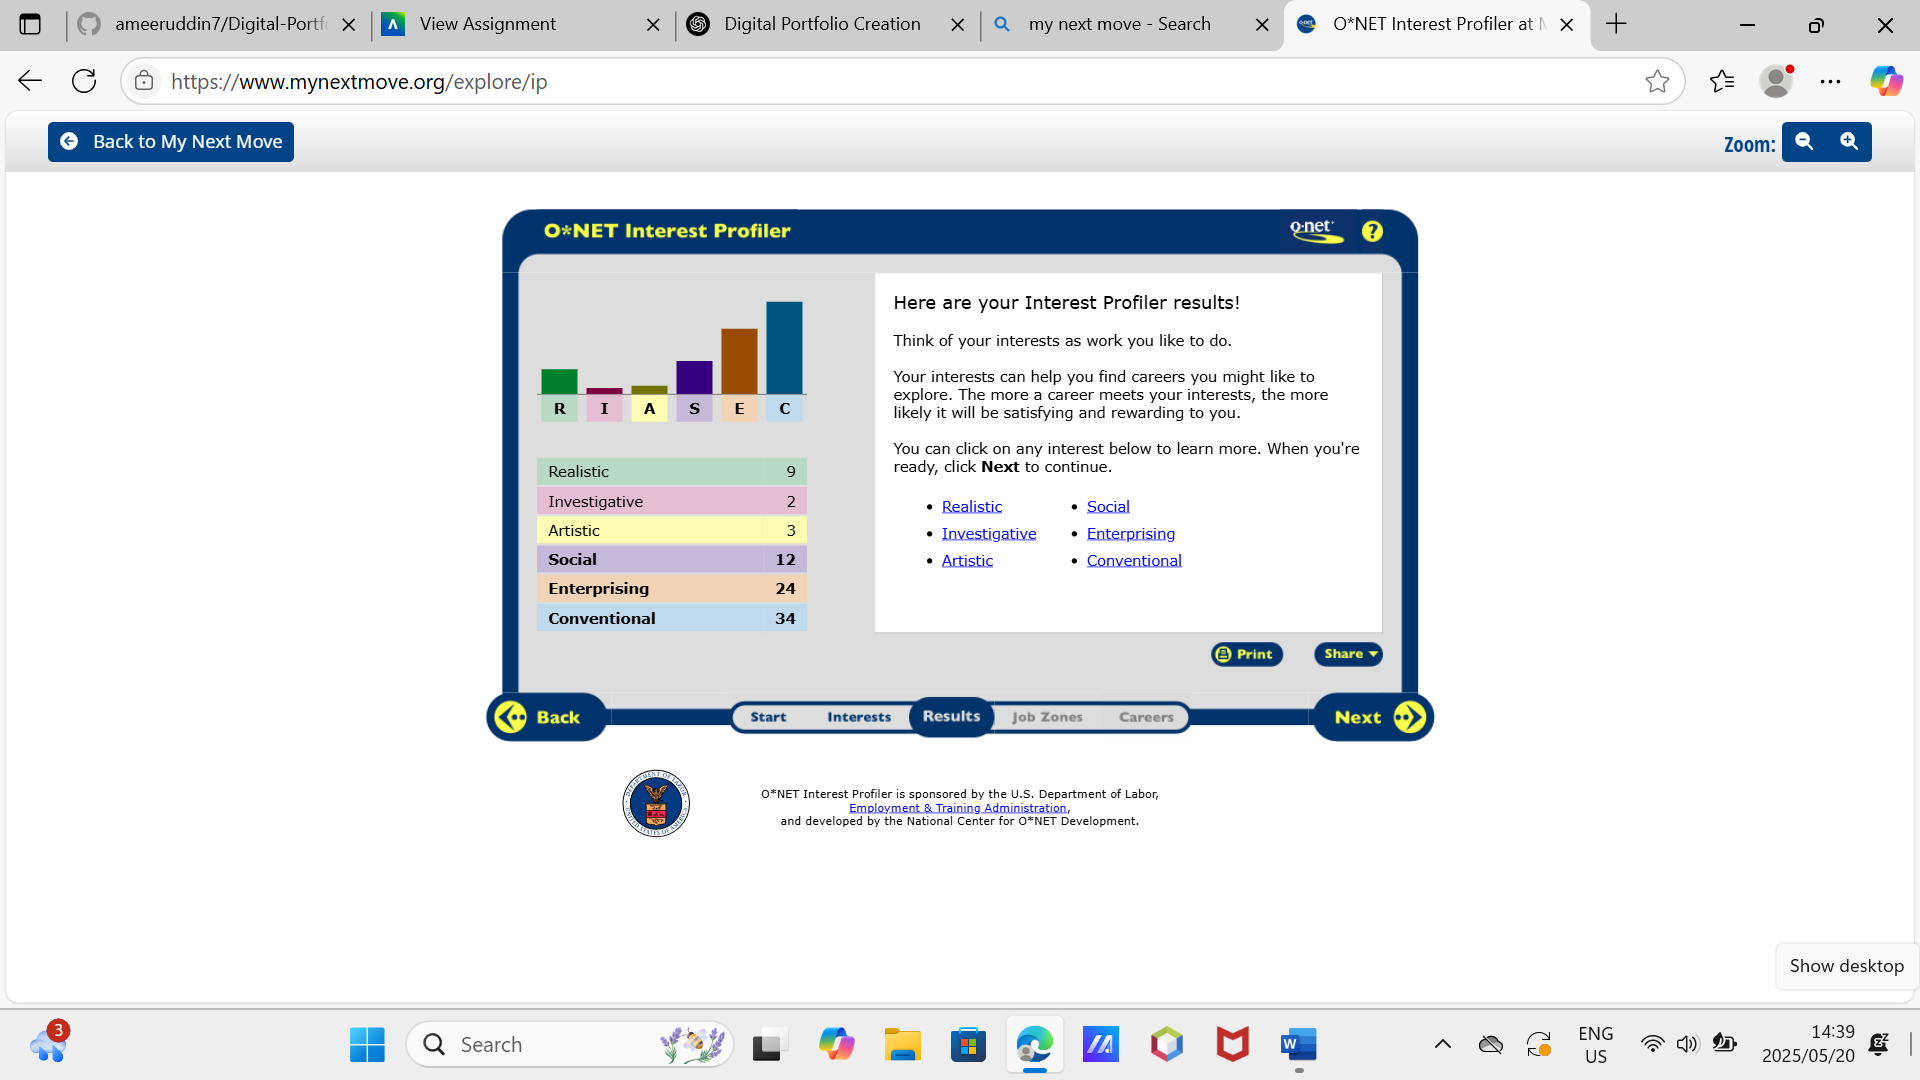 ameeruddin7/Digital-Portf
View Assignment
Digital Portfolio Creation
my next move - Search
O*NET Interest Profiler at M
https://www.mynextmove.org/explore/ip
Back to My Next Move
Zoom:
O*NET Interest Profiler
o·net
?
R I A S E C
Realistic 9
Investigative 2
Artistic 3
Social 12
Enterprising 24
Conventional 34
Here are your Interest Profiler results!
Think of your interests as work you like to do.
Your interests can help you find careers you might like to
explore. The more a career meets your interests, the more
likely it will be satisfying and rewarding to you.
You can click on any interest below to learn more. When you're
ready, click Next to continue.
• Realistic
• Investigative
• Artistic
• Social
• Enterprising
• Conventional
Print
Share
Back
Start
Interests
Results
Job Zones
Careers
Next
O*NET Interest Profiler is sponsored by the U.S. Department of Labor,
Employment & Training Administration,
and developed by the National Center for O*NET Development.
Show desktop
3
Search
W
ENG
US
14:39
2025/05/20